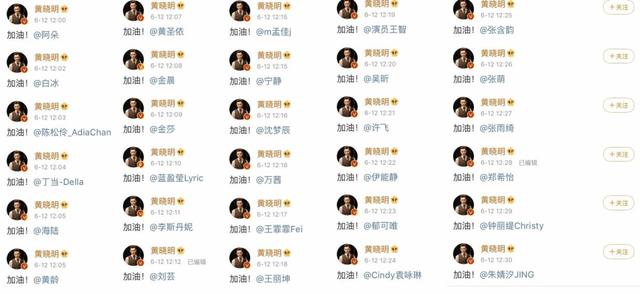 黄晓明
6-12 12:00
加油！@阿朵
黄晓明
6-12 12:02
加油！@白冰
黄晓明
6-12 12:03
加油！@陈松伶_AdiaChan
黄晓明
6-12 12:04
加油！@丁当-Della
黄晓明
6-12 12:05
加油！@海陆
黄晓明
6-12 12:05
加油！@黄龄
黄晓明
6-12 12:07
加油！@黄圣依
黄晓明
6-12 12:08
加油！@金晨
黄晓明
6-12 12:09
加油！@金莎
黄晓明
6-12 12:10
加油！@蓝盈莹Lyric
黄晓明
6-12 12:11
加油！@李斯丹妮
黄晓明
6-12 12:12 已编辑
加油！@刘芸
黄晓明
6-12 12:15
加油！@m孟佳
黄晓明
6-12 12:15
加油！@宁静
黄晓明
6-12 12:16
加油！@沈梦辰
黄晓明
6-12 12:16
加油！@万茜
黄晓明
6-12 12:17
加油！@王霏霏Fei
黄晓明
6-12 12:18
加油！@王丽坤
黄晓明
6-12 12:19
加油！@演员王智
黄晓明
6-12 12:20
加油！@吴昕
黄晓明
6-12 12:21
加油！@许飞
黄晓明
6-12 12:22
加油！@伊能静
黄晓明
6-12 12:23
加油！@郁可唯
黄晓明
6-12 12:24
加油！@Cindy袁咏琳
黄晓明
+关注
6-12 12:25
加油！@张含韵
黄晓明
+关注
6-12 12:26
加油！@张萌
黄晓明
+关注
6-12 12:27
加油！@张雨绮
黄晓明
+关注
6-12 12:28 已编辑
加油！@郑希怡
黄晓明
+关注
6-12 12:29
加油！@钟丽缇Christy
黄晓明
+关注
6-12 12:30
加油！@朱婧汐JING